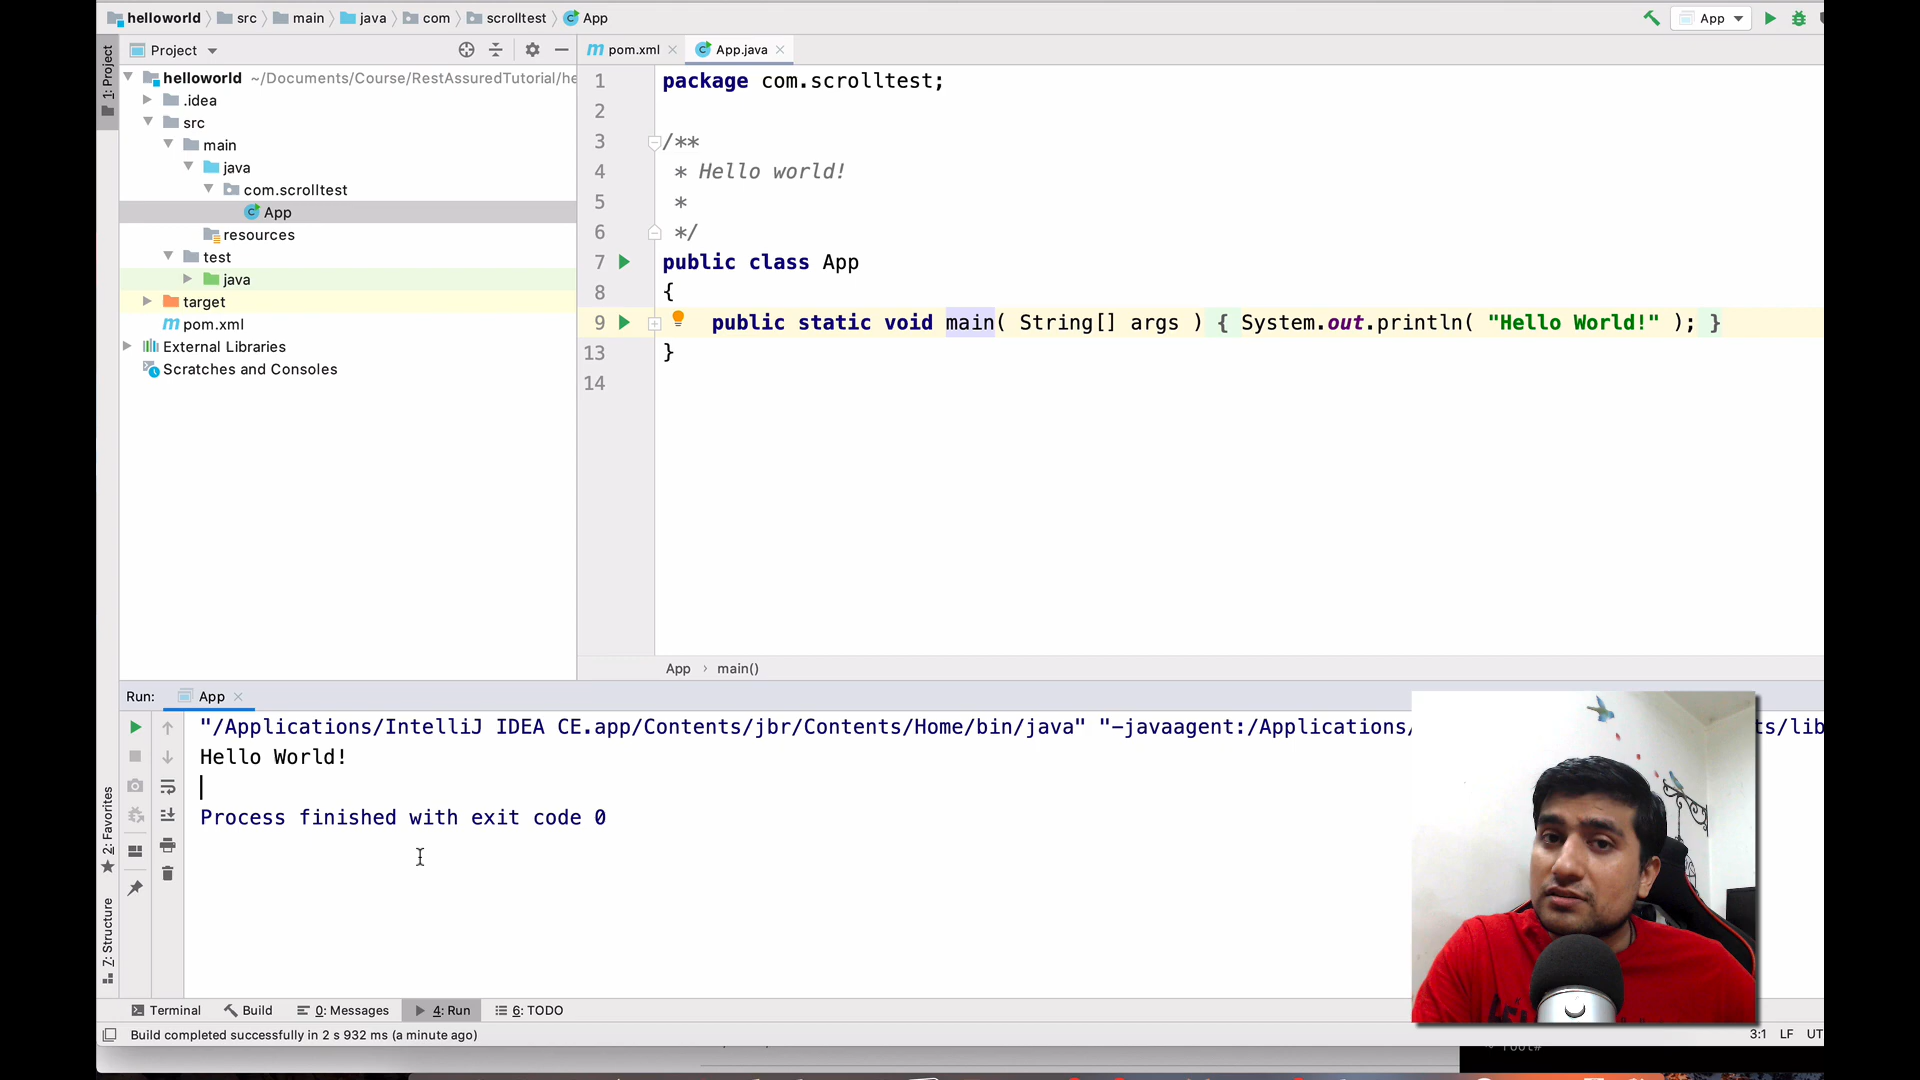 helloworld src main java com scrolltest App
App
1: Project
Project
pom.xml App.java
helloworld ~/Documents/Course/RestAssuredTutorial/he
.idea
src
main
java
com.scrolltest
App
resources
test
java
target
pom.xml
External Libraries
Scratches and Consoles
1 package com.scrolltest;
2
3 /**
4 * Hello world!
5 *
6 */
7 public class App
8 {
9 public static void main( String[] args ) { System.out.println( "Hello World!" ); }
13 }
14
App › main()
Run: App
"/Applications/IntelliJ IDEA CE.app/Contents/jbr/Contents/Home/bin/java" "-javaagent:/Applications/ ts/lib
Hello World!
Process finished with exit code 0
2: Favorites
7: Structure
Terminal Build 0: Messages 4: Run 6: TODO
Build completed successfully in 2 s 932 ms (a minute ago)
3:1 LF UT